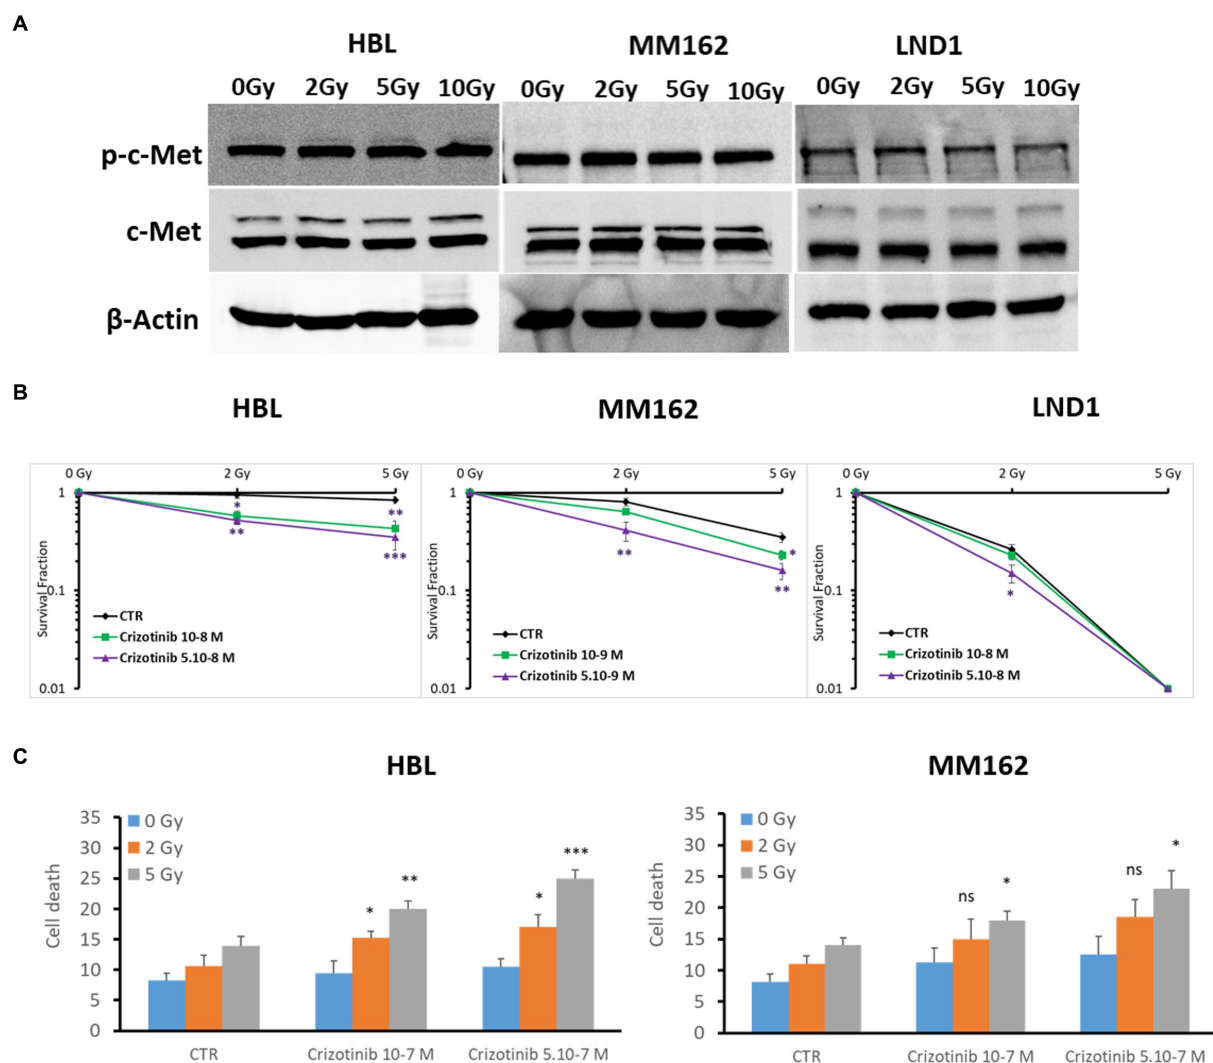 A
HBL MM162 LND1
0Gy 2Gy 5Gy 10Gy 0Gy 2Gy 5Gy 10Gy 0Gy 2Gy 5Gy 10Gy
p-c-Met
c-Met
β-Actin
B
HBL MM162 LND1
0 Gy 2 Gy 5 Gy 0 Gy 2 Gy 5 Gy 0 Gy 2 Gy 5 Gy
1 1 1
* ** *
** ** **
*** *
Survival Fraction Survival Fraction Survival Fraction
0.1 0.1 0.1
CTR CTR CTR
Crizotinib 10-8 M Crizotinib 10-9 M Crizotinib 10-8 M
Crizotinib 5.10-8 M Crizotinib 5.10-9 M Crizotinib 5.10-8 M
0.01 0.01 0.01
C
HBL MM162
35 35
0 Gy 0 Gy
30 30
2 Gy 2 Gy
25 25
5 Gy 5 Gy
20 20
15 15
10 10
5 5
0 0
Cell death Cell death
* ** * *** ns * ns *
CTR Crizotinib 10-7 M Crizotinib 5.10-7 M CTR Crizotinib 10-7 M Crizotinib 5.10-7 M